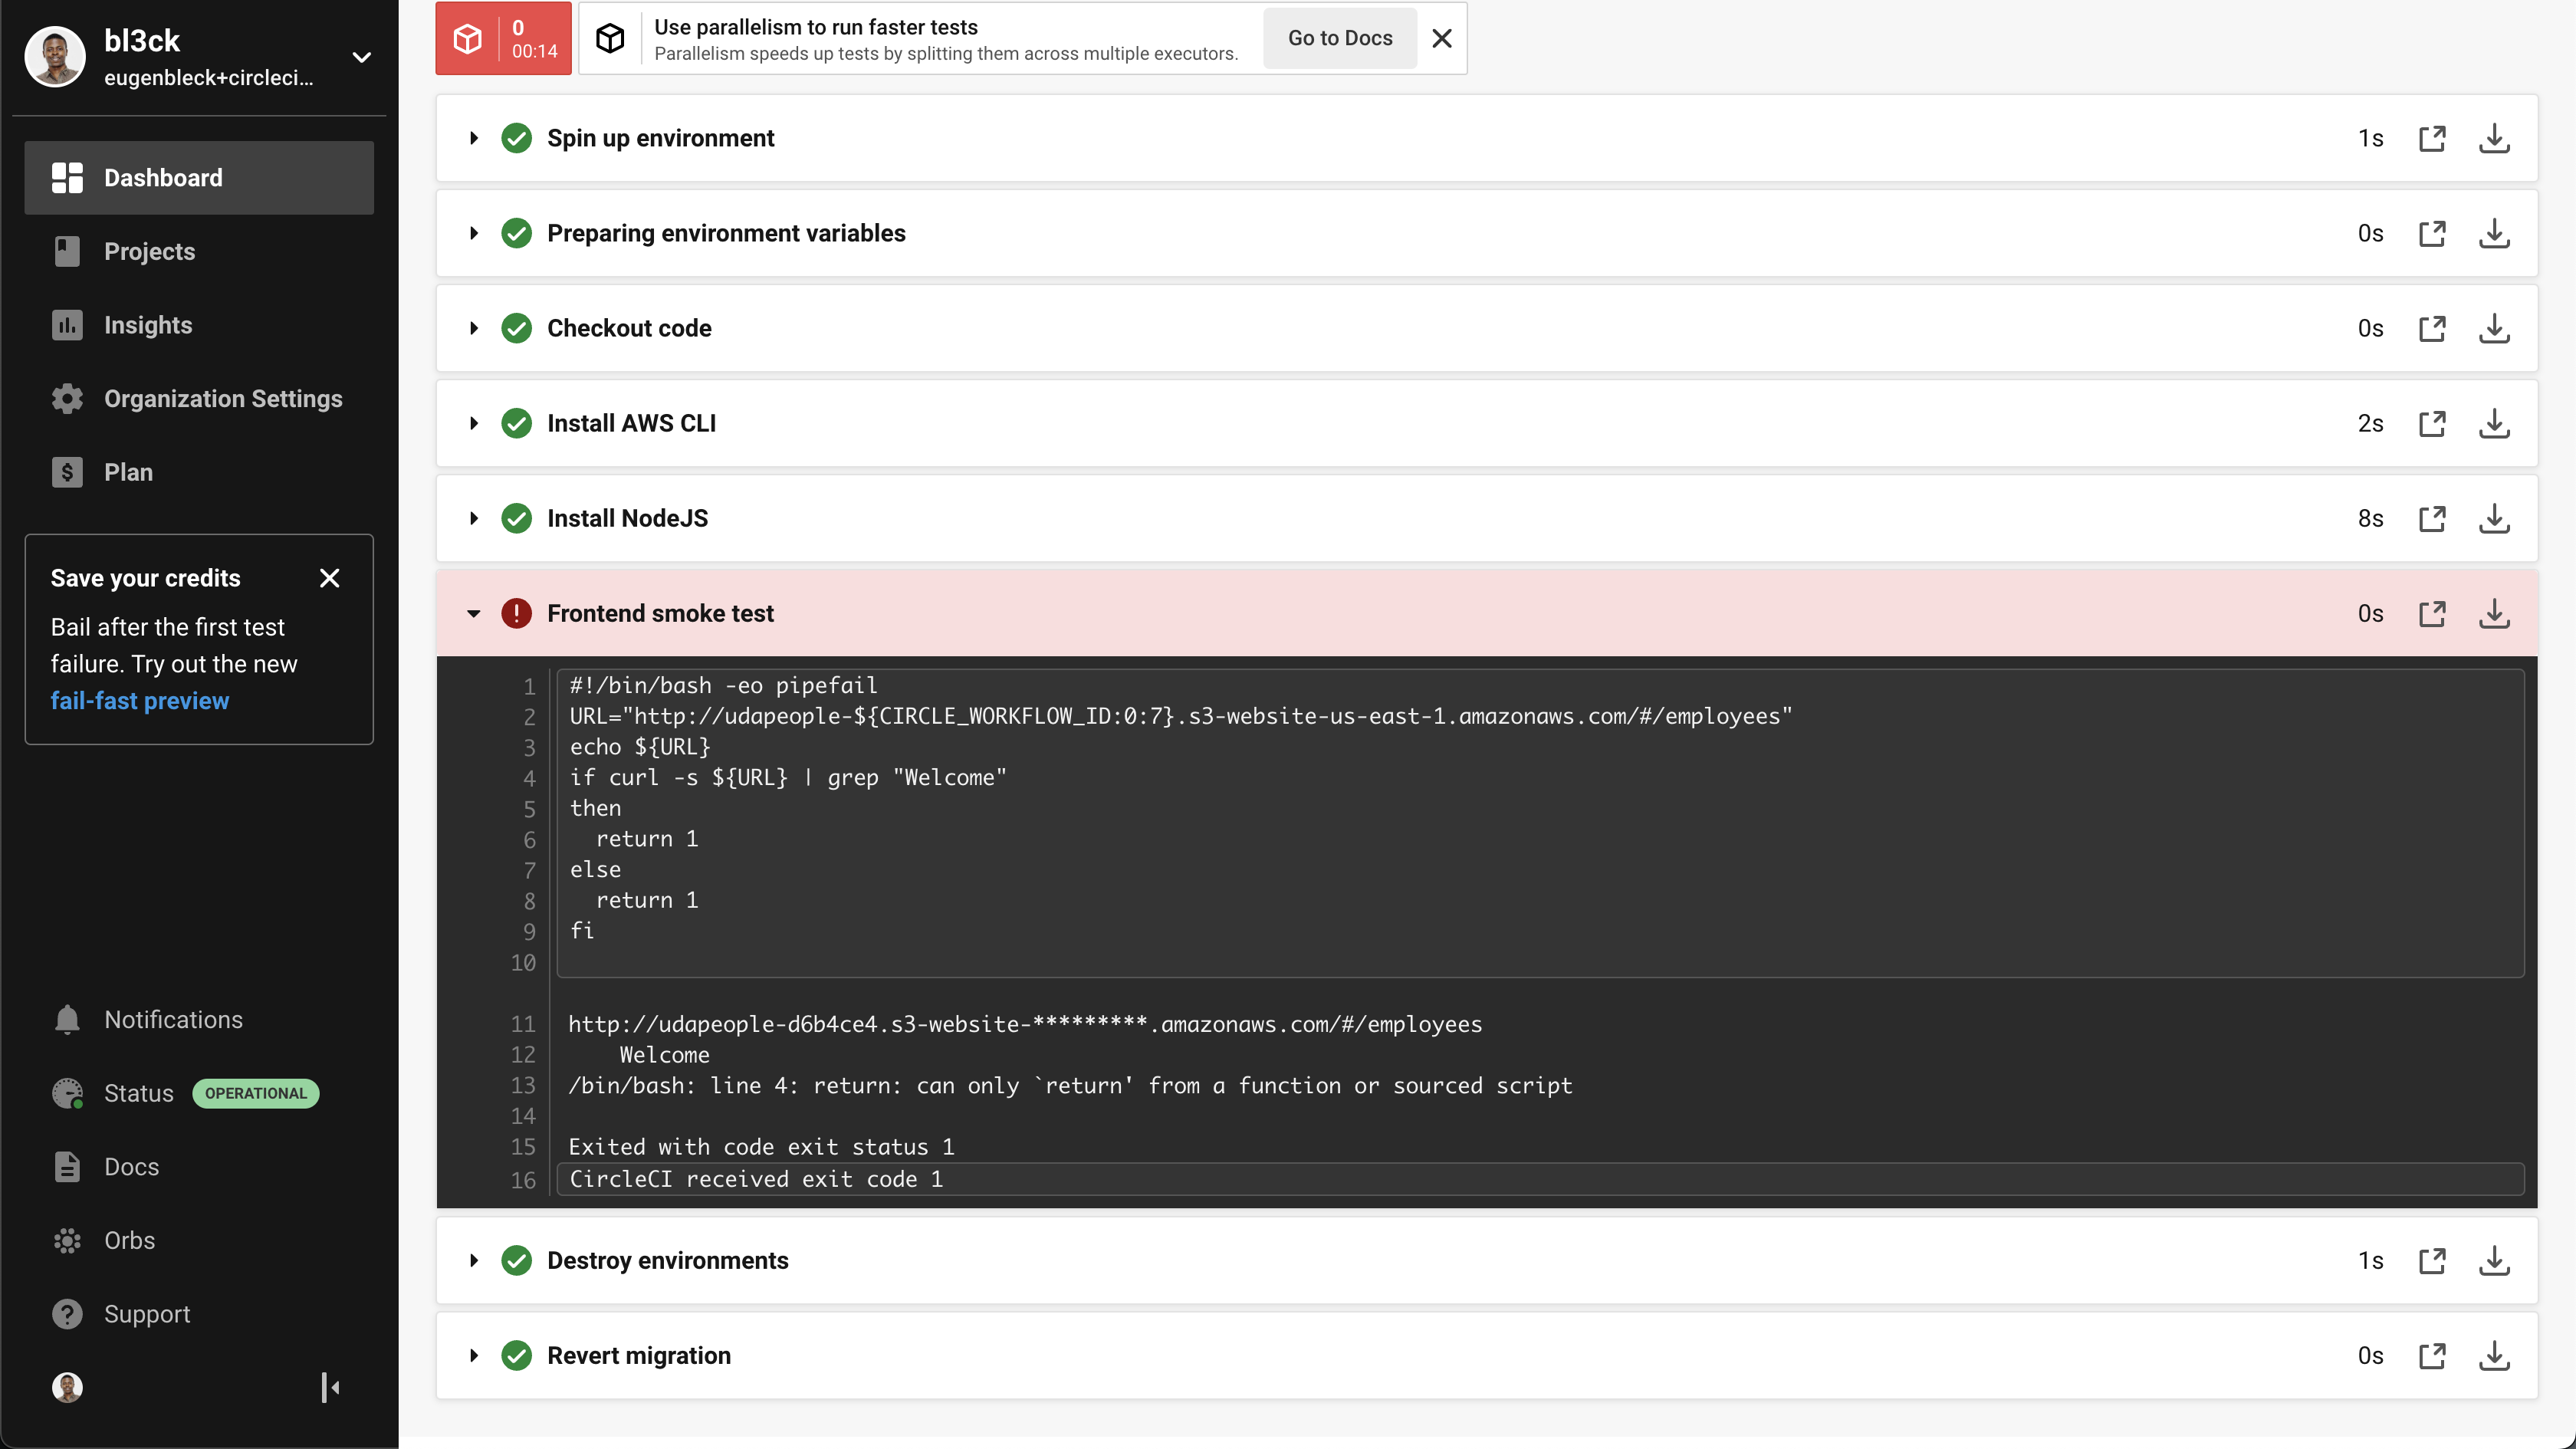 bl3ck
eugenbleck+circleci...
Dashboard
Projects
Insights
Organization Settings
Plan
Save your credits
Bail after the first test
failure. Try out the new
fail-fast preview
Notifications
Status OPERATIONAL
Docs
Orbs
Support
0
00:14
Use parallelism to run faster tests
Parallelism speeds up tests by splitting them across multiple executors.
Go to Docs
Spin up environment 1s
Preparing environment variables 0s
Checkout code 0s
Install AWS CLI 2s
Install NodeJS 8s
Frontend smoke test 0s
1 #!/bin/bash -eo pipefail
2 URL="http://udapeople-${CIRCLE_WORKFLOW_ID:0:7}.s3-website-us-east-1.amazonaws.com/#/employees"
3 echo ${URL}
4 if curl -s ${URL} | grep "Welcome"
5 then
6   return 1
7 else
8   return 1
9 fi
10
11 http://udapeople-d6b4ce4.s3-website-*********.amazonaws.com/#/employees
12     Welcome
13 /bin/bash: line 4: return: can only `return' from a function or sourced script
14
15 Exited with code exit status 1
16 CircleCI received exit code 1
Destroy environments 1s
Revert migration 0s